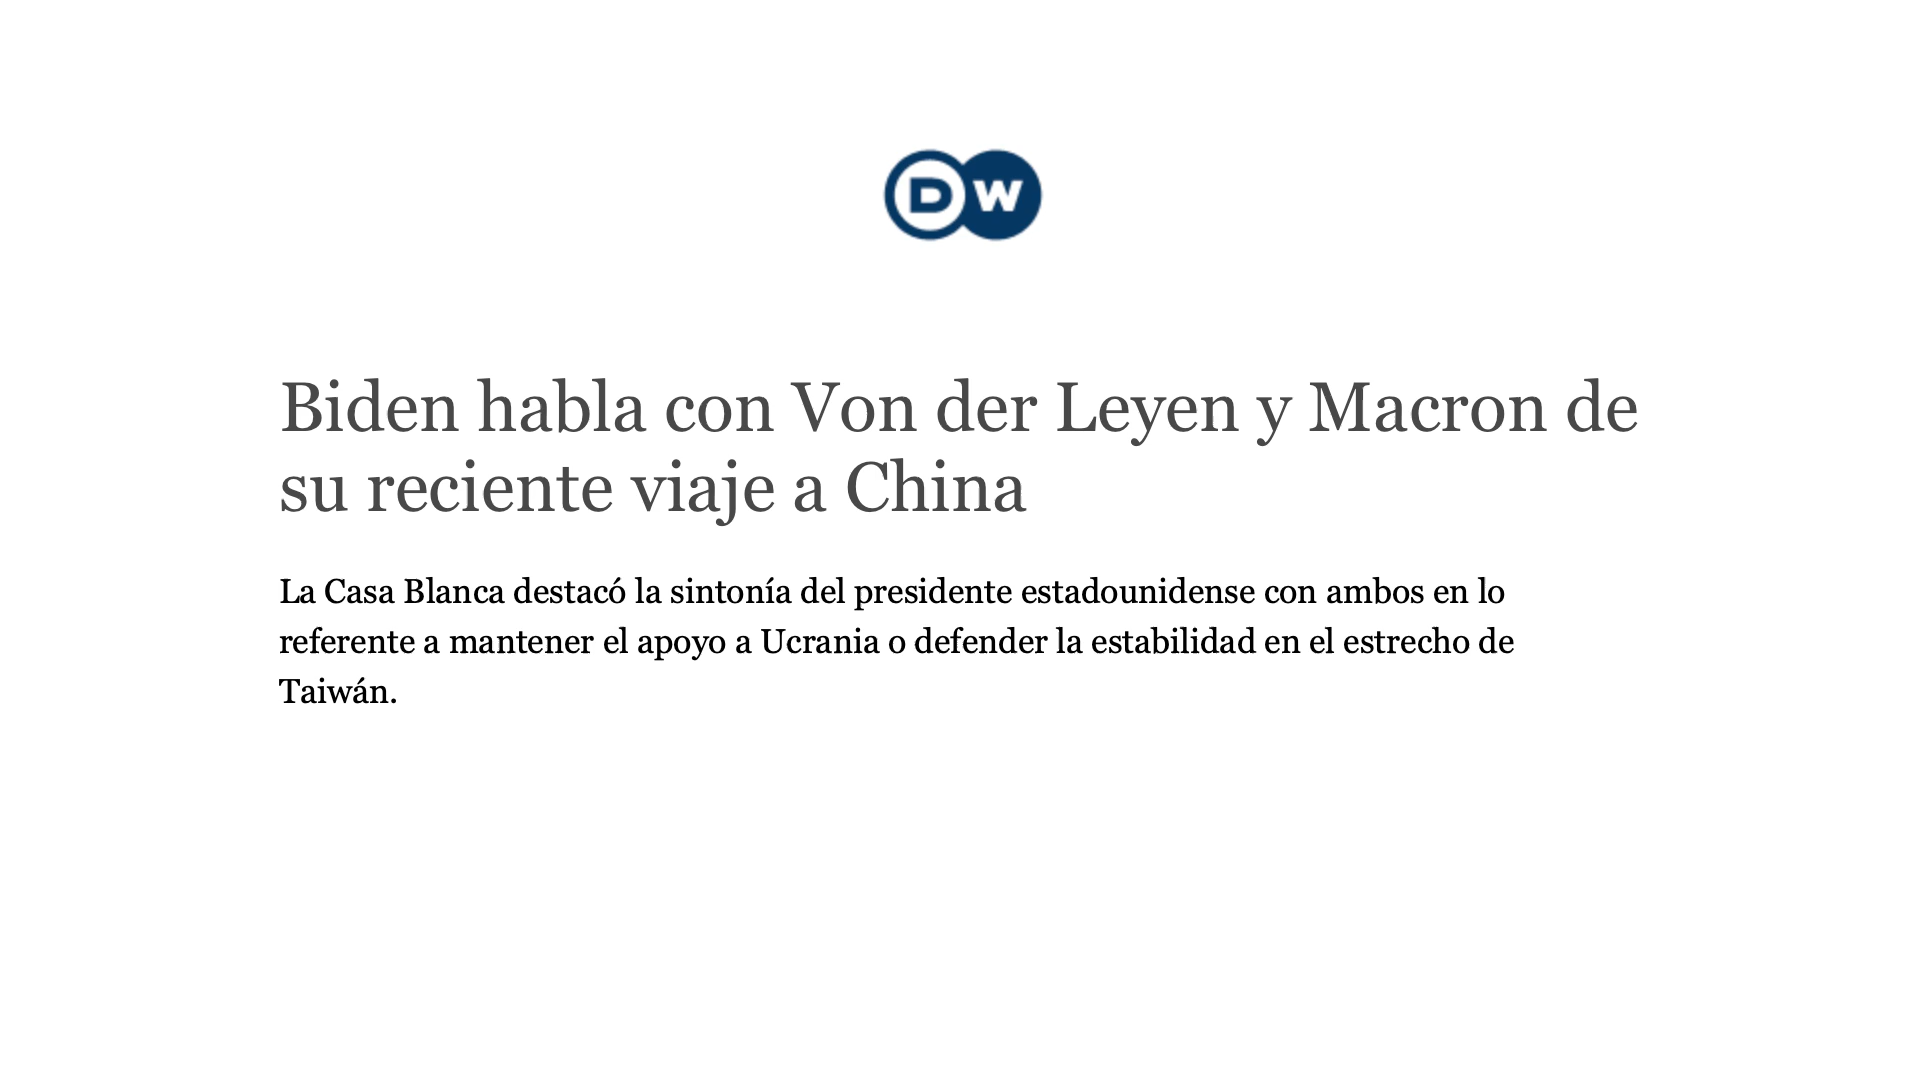 DW
Biden habla con Von der Leyen y Macron de
su reciente viaje a China
La Casa Blanca destacó la sintonía del presidente estadounidense con ambos en lo
referente a mantener el apoyo a Ucrania o defender la estabilidad en el estrecho de
Taiwán.